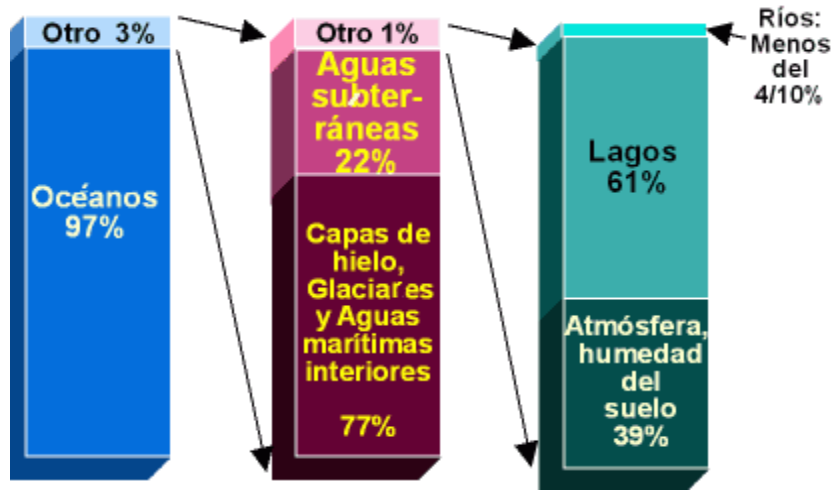 Otro 3%
Océanos
97%
Otro 1%
Aguas
subter-
ráneas
22%
Capas de
hielo,
Glaciares
y Aguas
marítimas
interiores
77%
Ríos:
Menos
del
4/10%
Lagos
61%
Atmósfera,
humedad
del
suelo
39%